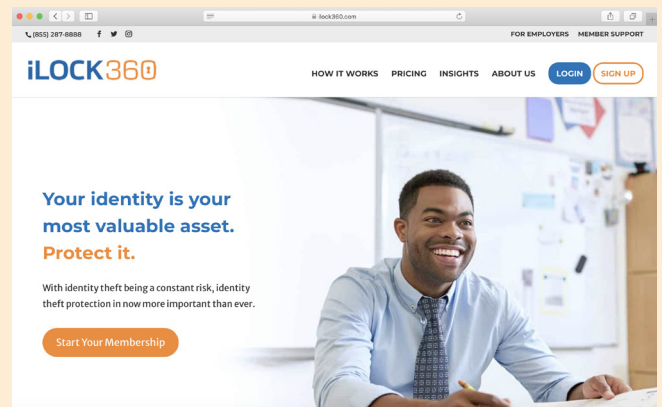 ilock360.com
(855) 287-8888
FOR EMPLOYERS MEMBER SUPPORT
iLOCK360
HOW IT WORKS PRICING INSIGHTS ABOUT US LOGIN SIGN UP
Your identity is your
most valuable asset.
Protect it.
With identity theft being a constant risk, identity
theft protection in now more important than ever.
Start Your Membership